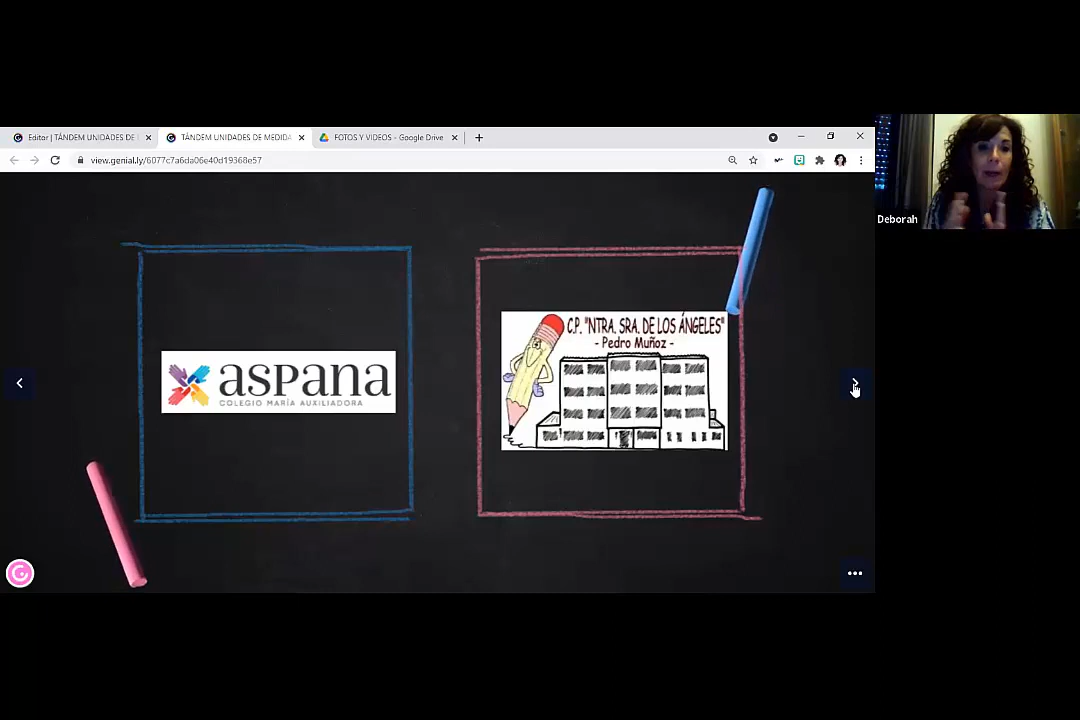 Editor | TÁNDEM UNIDADES DE
TÁNDEM UNIDADES DE MEDIDA
FOTOS Y VIDEOS - Google Drive
view.genial.ly/6077c7a6da06e40d19368e57
Deborah
aspana
COLEGIO MARÍA AUXILIADORA
C.P. "NTRA. SRA. DE LOS ÁNGELES"
- Pedro Muñoz -